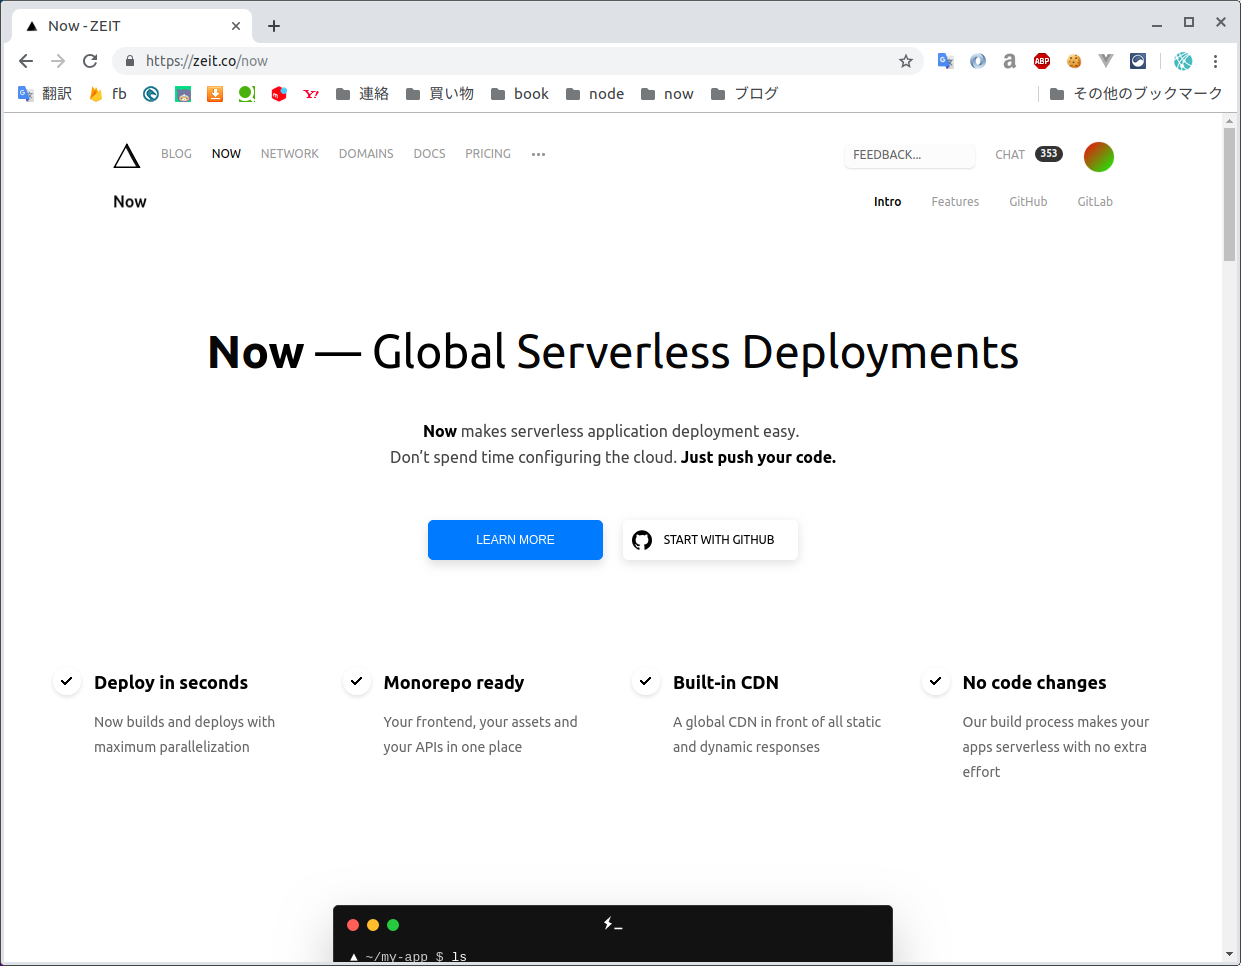 Now - ZEIT
https://zeit.co/now
ABP
翻訳 fb Y! 連絡 買い物 book node now ブログ その他のブックマーク
BLOG NOW NETWORK DOMAINS DOCS PRICING FEEDBACK... CHAT 353
Now Intro Features GitHub GitLab
Now — Global Serverless Deployments
Now makes serverless application deployment easy.
Don't spend time configuring the cloud. Just push your code.
LEARN MORE START WITH GITHUB
Deploy in seconds
Now builds and deploys with
maximum parallelization
Monorepo ready
Your frontend, your assets and
your APIs in one place
Built-in CDN
A global CDN in front of all static
and dynamic responses
No code changes
Our build process makes your
apps serverless with no extra
effort
▲ ~/my-app $ ls